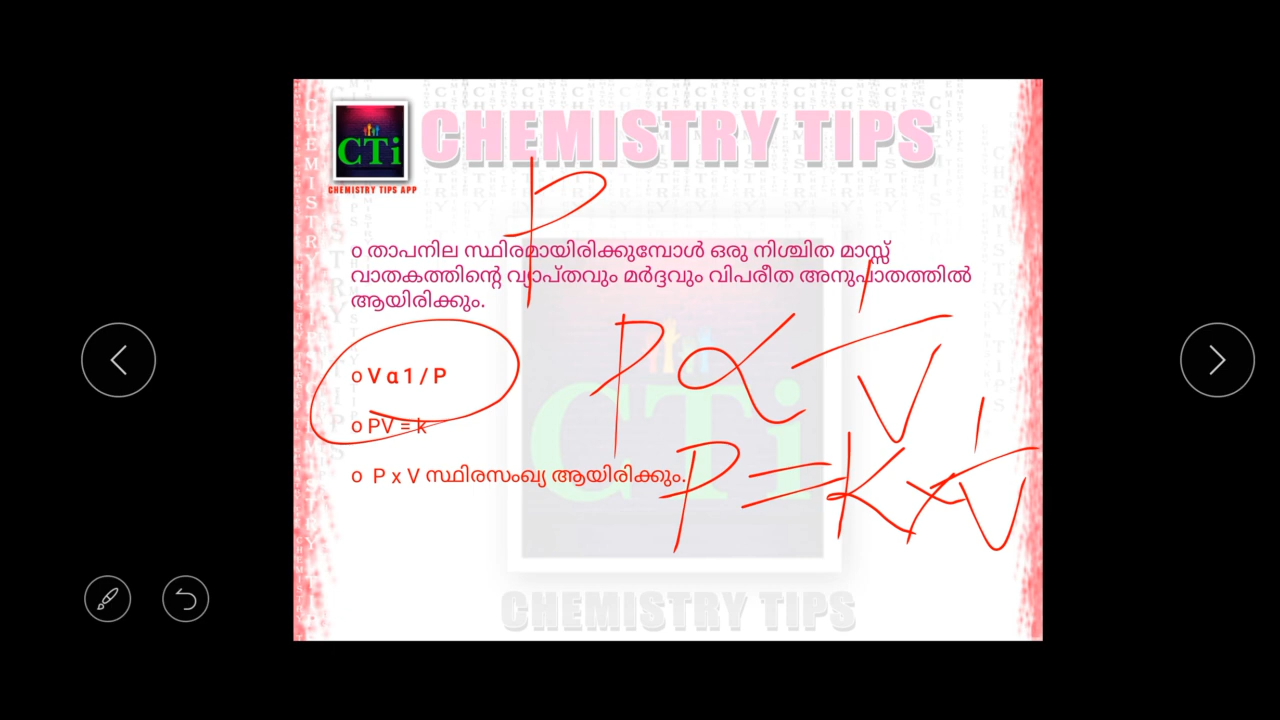 CTi
CHEMISTRY TIPS
CHEMISTRY TIPS APP
P
o താപനില സ്ഥിരമായിരിക്കുമ്പോൾ ഒരു നിശ്ചിത മാസ്സ്
വാതകത്തിന്റെ വ്യാപ്തവും മർദ്ദവും വിപരീത അനുപാതത്തിൽ
ആയിരിക്കും.
o V α 1 / P
P ∝ 1/V
o PV = k
o P x V സ്ഥിരസംഖ്യ ആയിരിക്കും.
P = K × 1/V
CTi
CHEMISTRY TIPS